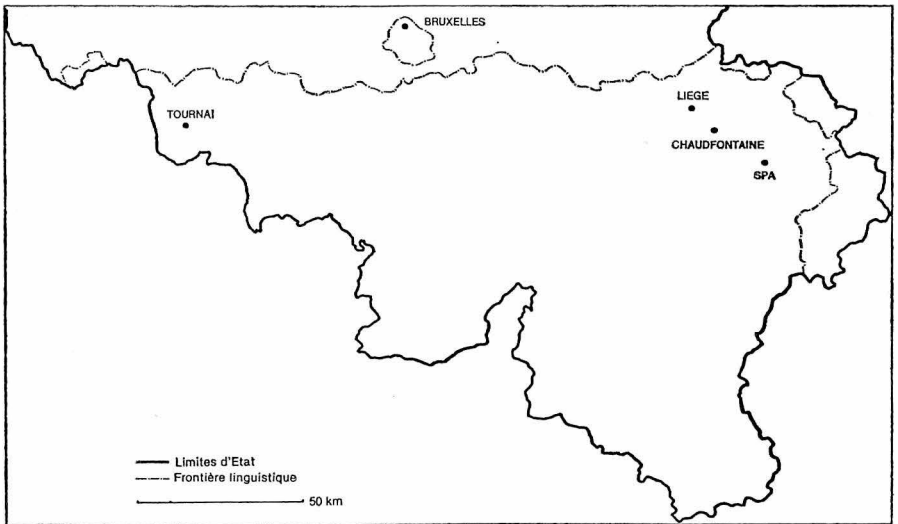 BRUXELLES
LIEGE
TOURNAI
CHAUDFONTAINE
SPA
Limites d'Etat
Frontière linguistique
50 km